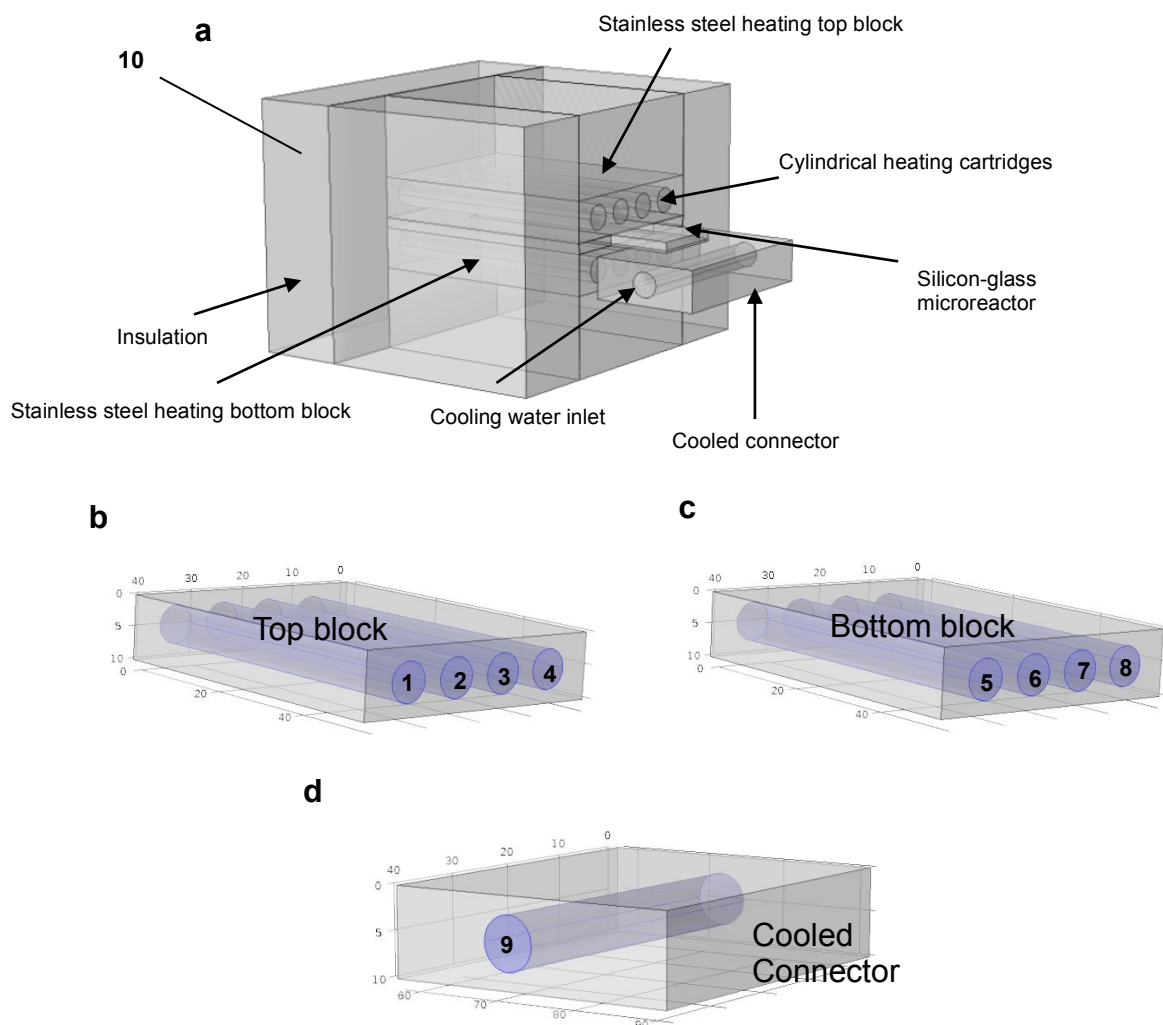 a
Stainless steel heating top block
10
Cylindrical heating cartridges
Silicon-glass
microreactor
Insulation
Stainless steel heating bottom block
Cooling water inlet
Cooled connector
b
40 30 20 10 0
0
5
10
0
20
40
Top block
1 2 3 4
c
40 30 20 10 0
0
5
10
0
20
40
Bottom block
5 6 7 8
d
40 30 20 10 0
0
5
10
60 70 80 90
9
Cooled
Connector